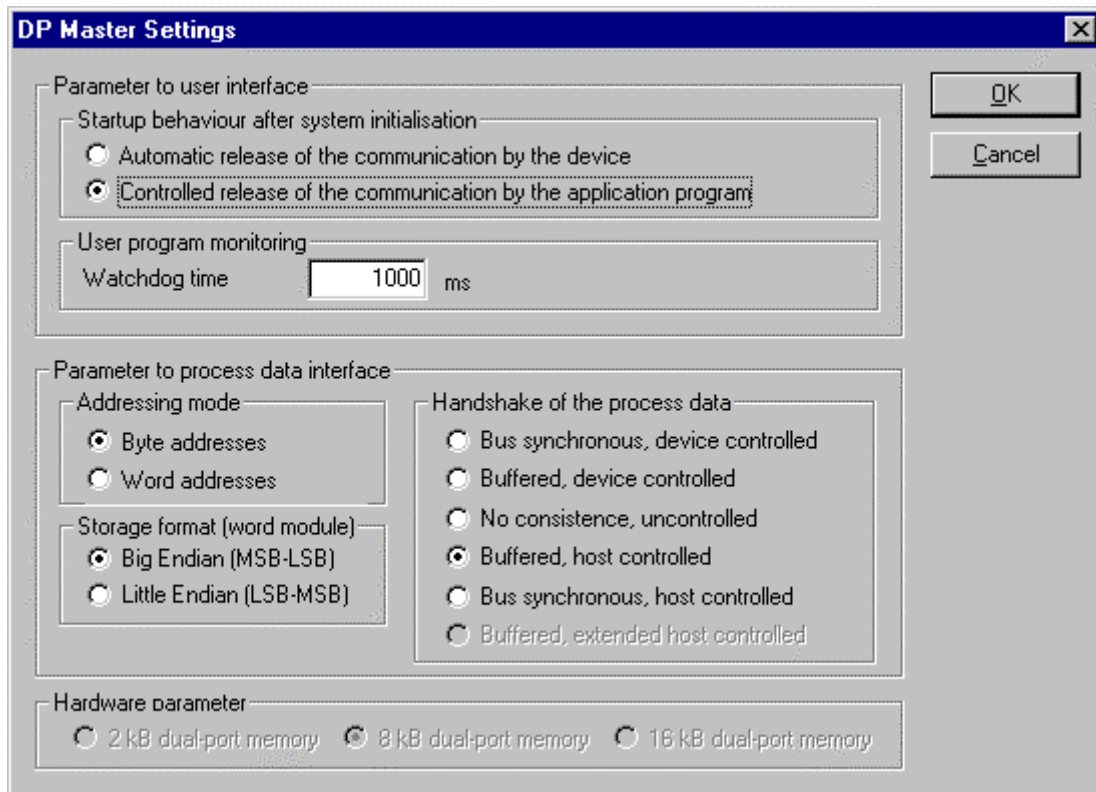 DP Master Settings
Parameter to user interface
Startup behaviour after system initialisation
Automatic release of the communication by the device
Controlled release of the communication by the application program
User program monitoring
Watchdog time 1000 ms
OK
Cancel
Parameter to process data interface
Addressing mode
Byte addresses
Word addresses
Storage format (word module)
Big Endian (MSB-LSB)
Little Endian (LSB-MSB)
Handshake of the process data
Bus synchronous, device controlled
Buffered, device controlled
No consistence, uncontrolled
Buffered, host controlled
Bus synchronous, host controlled
Buffered, extended host controlled
Hardware parameter
2 kB dual-port memory 8 kB dual-port memory 16 kB dual-port memory